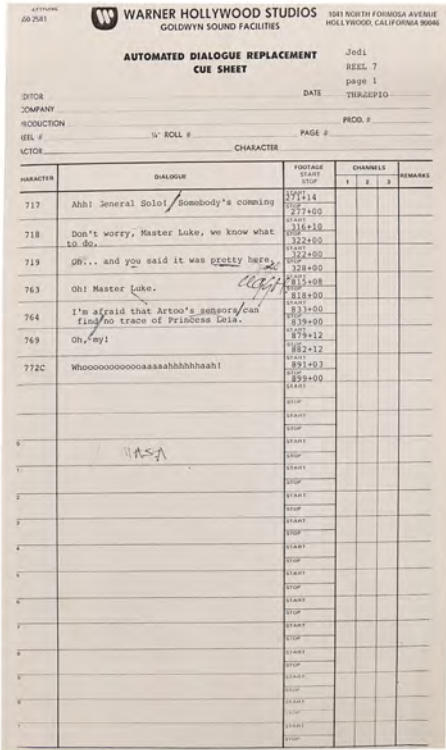 WARNER HOLLYWOOD STUDIOS
GOLDWYN SOUND FACILITIES
1041 NORTH FORMOSA AVENUE
HOLLYWOOD, CALIFORNIA 90046
AUTOMATED DIALOGUE REPLACEMENT
CUE SHEET
Jedi
REEL 7
page 1
DATE THREEPIO
EDITOR
COMPANY
PRODUCTION PROD. #
REEL # ¼" ROLL # PAGE #
ACTOR CHARACTER
CHARACTER DIALOGUE FOOTAGE START STOP CHANNELS 1 2 3 REMARKS
717 Ahh! General Solo! Somebody's comming START 271+14 STOP 277+00
718 Don't worry, Master Luke, we know what START 316+10
to do. STOP 322+00
719 Oh... and you said it was pretty here. START 322+00 STOP 328+00
763 Oh! Master Luke. START 815+08 STOP 818+00
764 I'm afraid that Artoo's sensors can START 833+00
find no trace of Princess Leia. STOP 839+00
769 Oh, my! START 879+12 STOP 882+12
772C Whooooooooooooaaaaahhhhhhaah! START 891+03 STOP 899+00
START
STOP
START
STOP
START
STOP
START
STOP
START
STOP
START
STOP
START
STOP
START
STOP
START
STOP
START
STOP
START
STOP